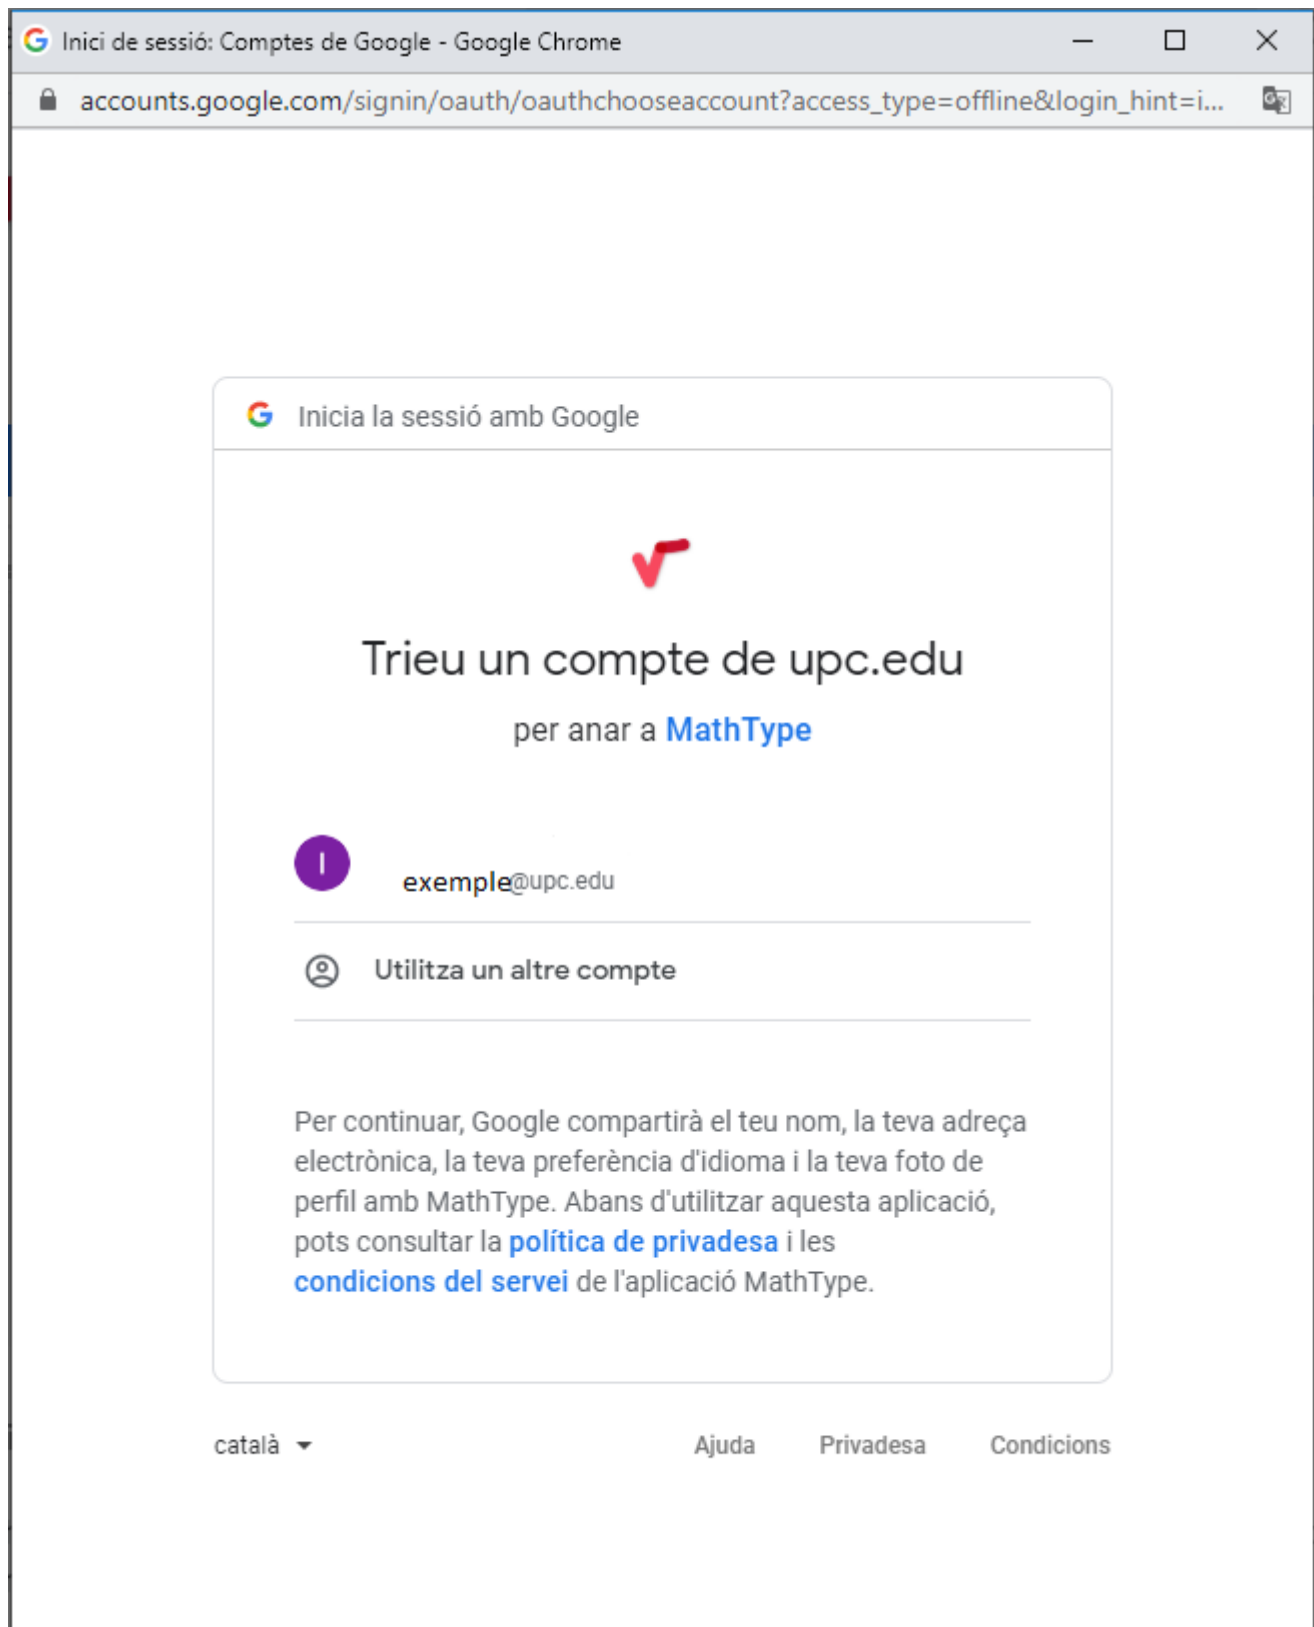 Inici de sessió: Comptes de Google - Google Chrome
accounts.google.com/signin/oauth/oauthchooseaccount?access_type=offline&login_hint=i...
Inicia la sessió amb Google
Trieu un compte de upc.edu
per anar a MathType
I
exemple@upc.edu
Utilitza un altre compte
Per continuar, Google compartirà el teu nom, la teva adreça
electrònica, la teva preferència d'idioma i la teva foto de
perfil amb MathType. Abans d'utilitzar aquesta aplicació,
pots consultar la política de privadesa i les
condicions del servei de l'aplicació MathType.
català Ajuda Privadesa Condicions